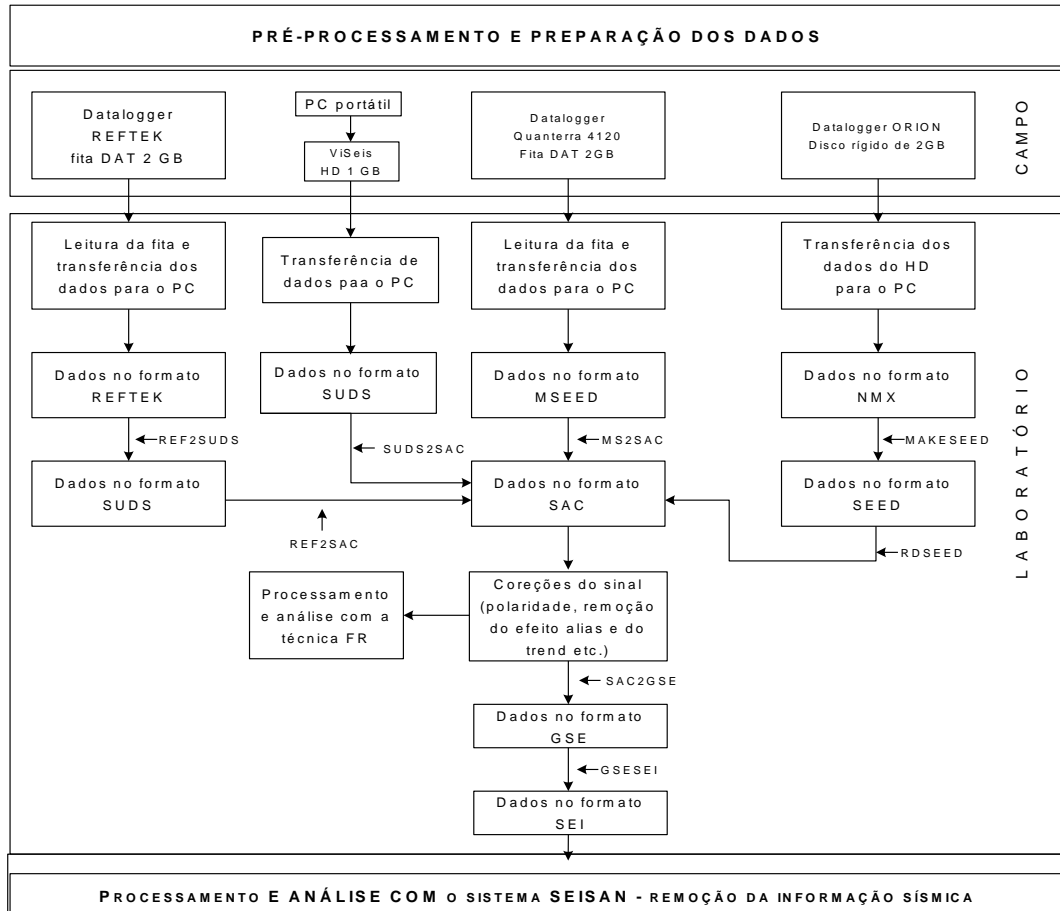 PRÉ-PROCESSAMENTO E PREPARAÇÃO DOS DADOS
CAMPO
Datalogger
REFTEK
fita DAT 2 GB
PC portátil
ViSeis
HD 1 GB
Datalogger
Quanterra 4120
Fita DAT 2GB
Datalogger ORION
Disco rígido de 2GB
LABORATÓRIO
Leitura da fita e
transferência dos
dados para o PC
Transferência de
dados paa o PC
Leitura da fita e
transferência dos
dados para o PC
Transferência dos
dados do HD
para o PC
Dados no formato
REFTEK
Dados no formato
SUDS
Dados no formato
MSEED
Dados no formato
NMX
REF2SUDS
SUDS2SAC
MS2SAC
MAKESEED
Dados no formato
SUDS
Dados no formato
SAC
Dados no formato
SEED
REF2SAC
RDSEED
Processamento
e análise com a
técnica FR
Coreções do sinal
(polaridade, remoção
do efeito alias e do
trend etc.)
SAC2GSE
Dados no formato
GSE
GSESEI
Dados no formato
SEI
PROCESSAMENTO E ANÁLISE COM O SISTEMA SEISAN - REMOÇÃO DA INFORMAÇÃO SÍSMICA